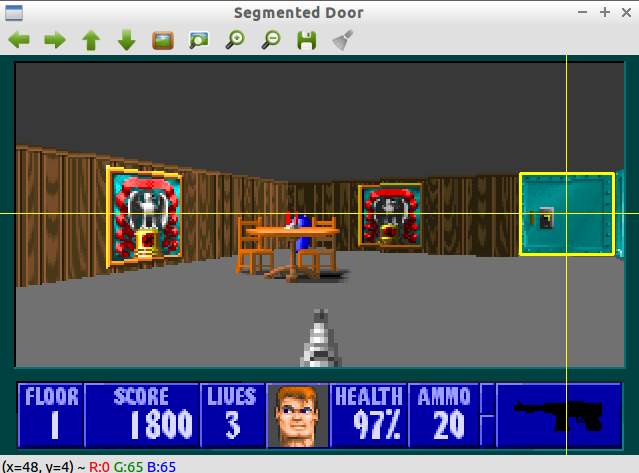 Segmented Door
FLOOR SCORE LIVES HEALTH AMMO
1 1800 3 97% 20
(x=48, y=4) ~ R:0 G:65 B:65